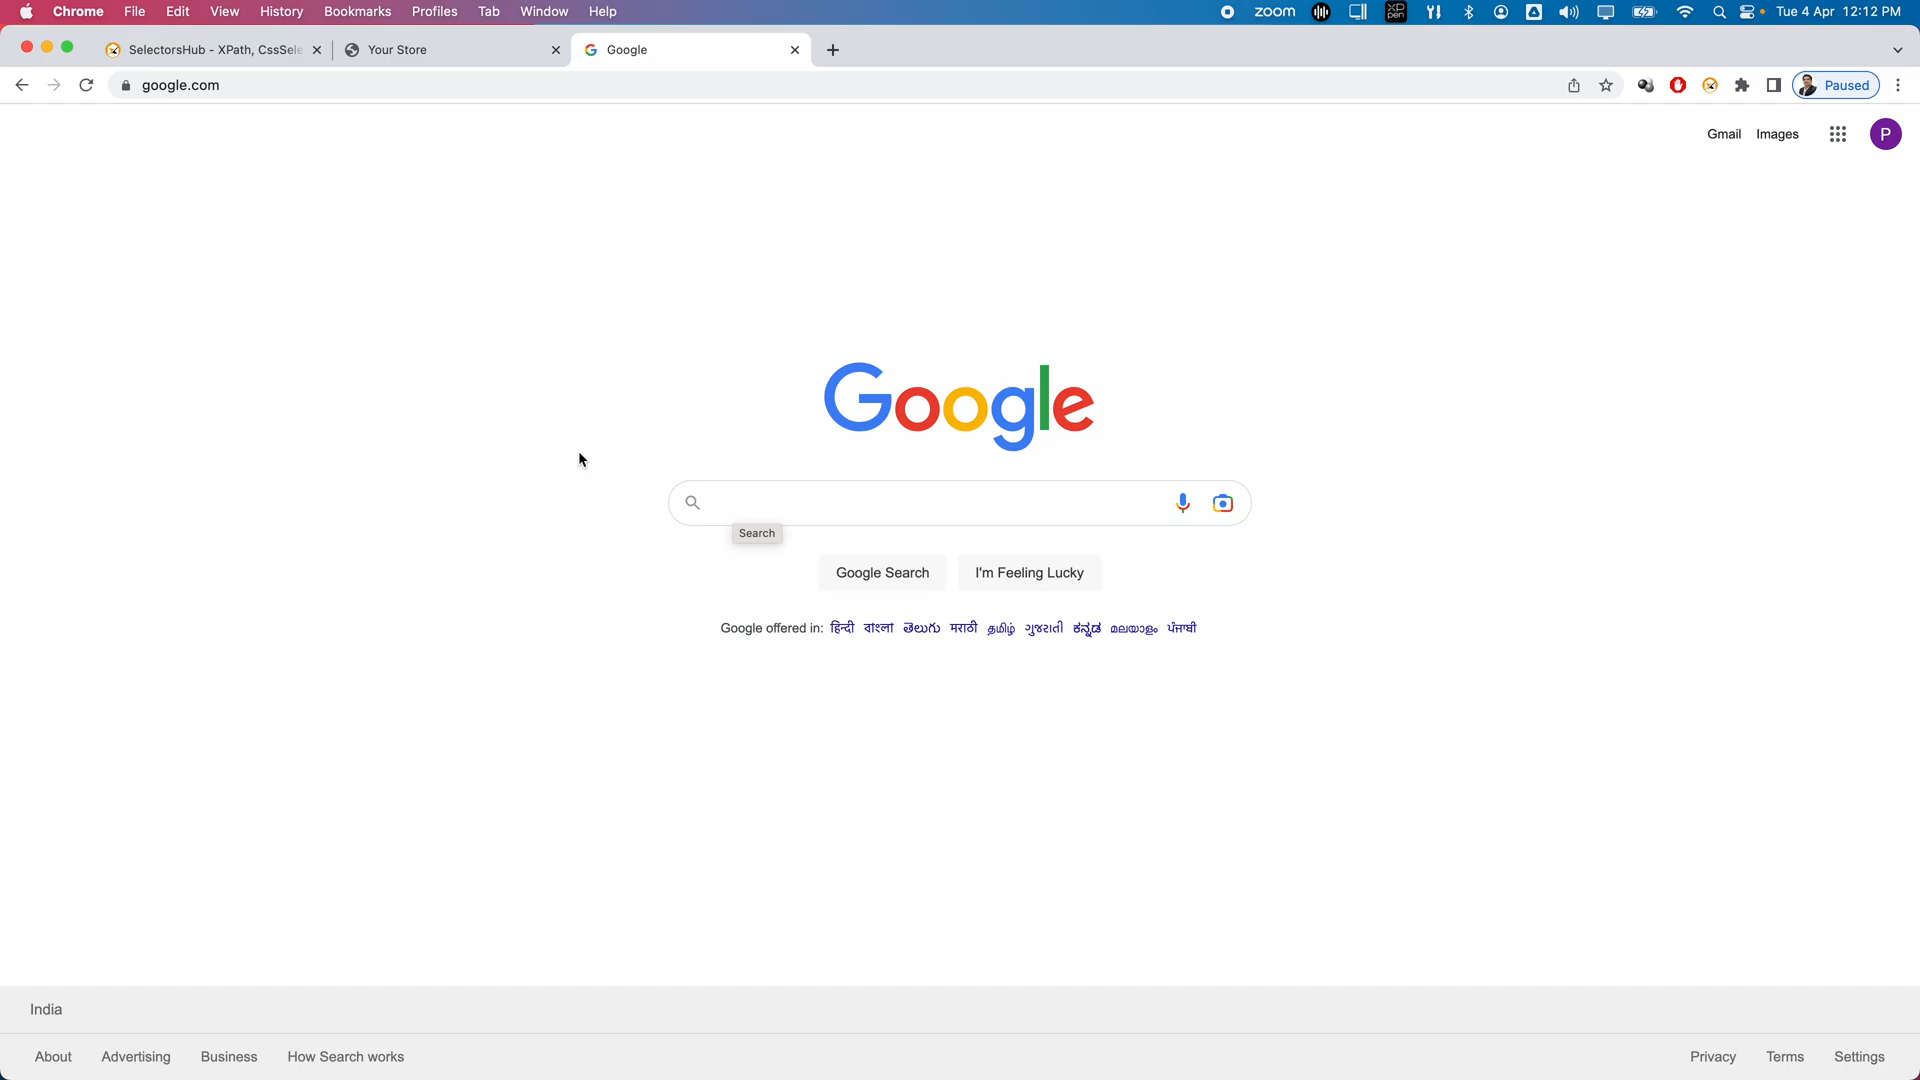 Chrome File Edit View History Bookmarks Profiles Tab Window Help zoom XP pen Tue 4 Apr 12:12 PM
SelectorsHub - XPath, CssSele Your Store Google
google.com Paused
Gmail Images P
Google
Search
Google Search I'm Feeling Lucky
Google offered in: हिन्दी বাংলা తెలుగు मराठी தமிழ் ગુજરાતી ಕನ್ನಡ മലയാളം ਪੰਜਾਬੀ
India
About Advertising Business How Search works Privacy Terms Settings